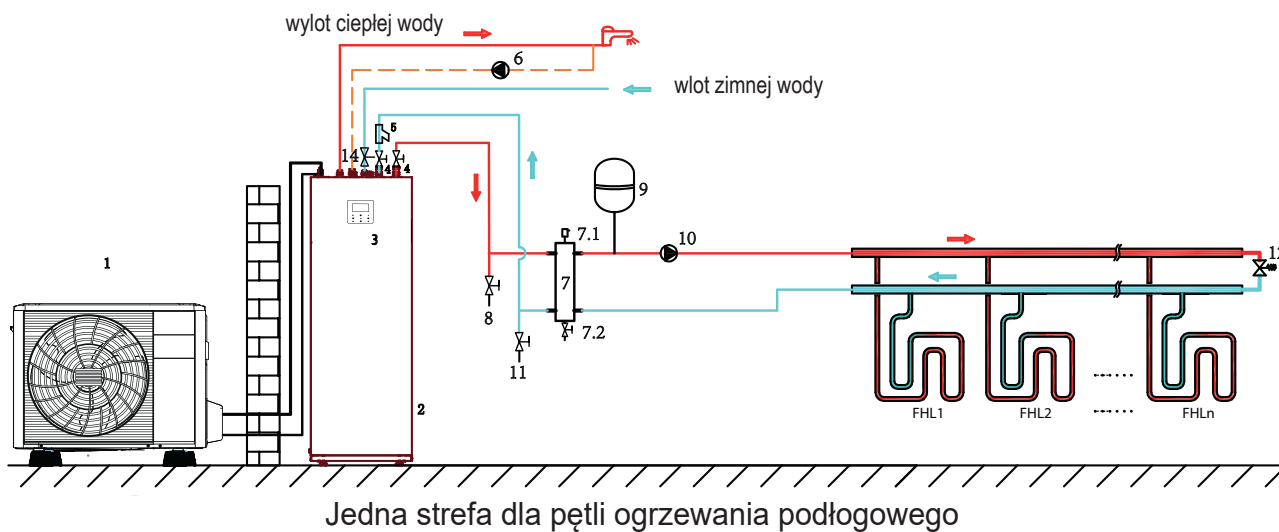 wylot ciepłej wody
6
wlot zimnej wody
5
14
4
4
3
9
7.1
10
12
1
7
8
7.2
11
2
FHL1
FHL2
FHLn
Jedna strefa dla pętli ogrzewania podłogowego